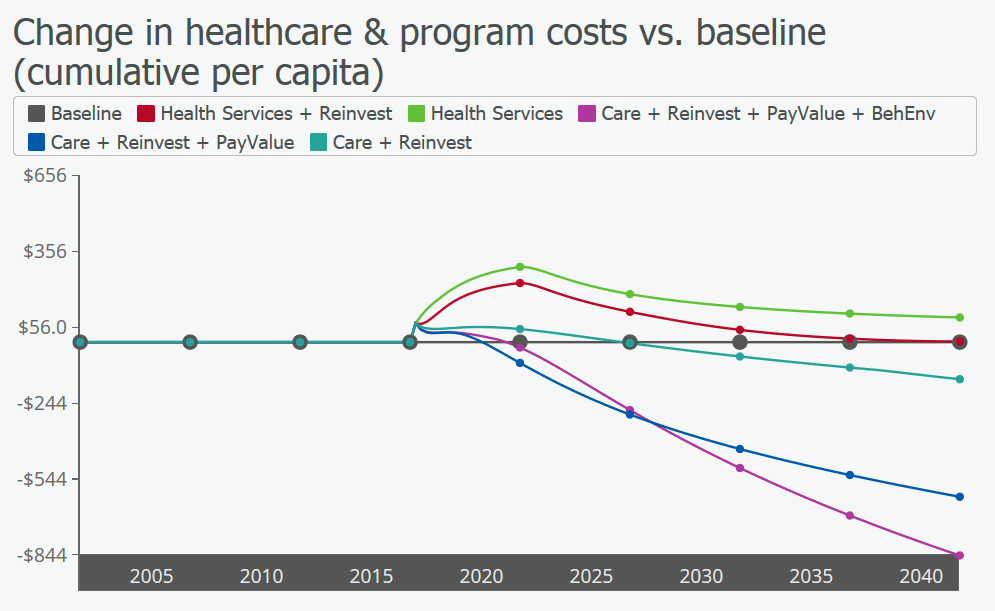 Change in healthcare & program costs vs. baseline
(cumulative per capita)
Baseline Health Services + Reinvest Health Services Care + Reinvest + PayValue + BehEnv
Care + Reinvest + PayValue Care + Reinvest
$656
$356
$56.0
-$244
-$544
-$844
2005 2010 2015 2020 2025 2030 2035 2040